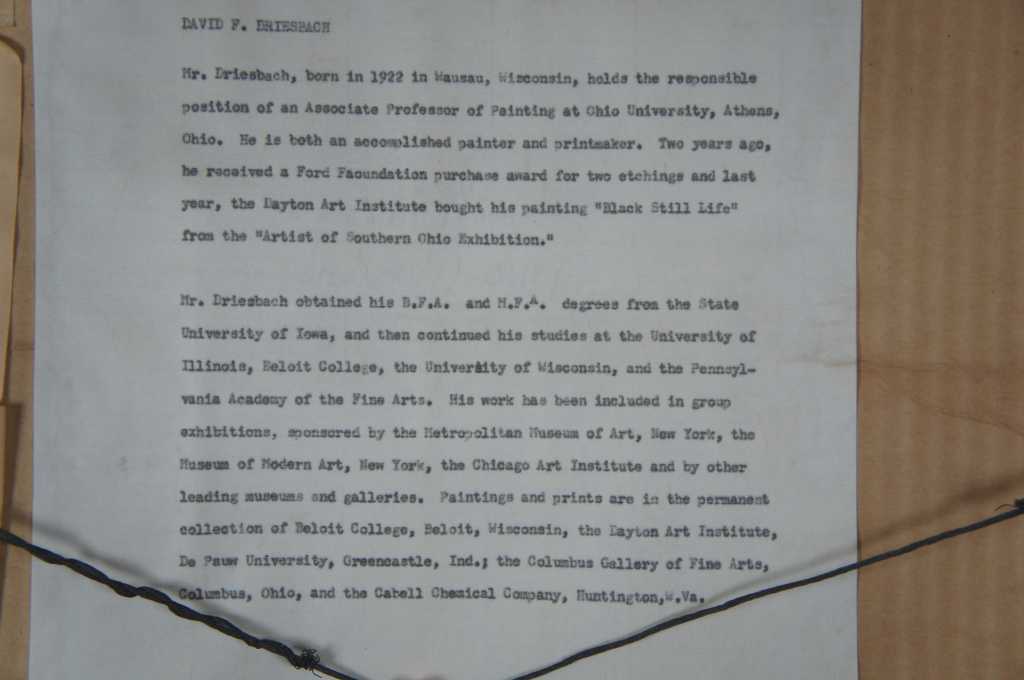 DAVID F. DRIESBACH
Mr. Driesbach, born in 1922 in Wausau, Wisconsin, holds the responsible
position of an Associate Professor of Painting at Ohio University, Athens,
Ohio. He is both an accomplished painter and printmaker. Two years ago,
he received a Ford Faoundation purchase award for two etchings and last
year, the Dayton Art Institute bought his painting "Black Still Life"
from the "Artist of Southern Ohio Exhibition."
Mr. Driesbach obtained his B.F.A. and M.F.A. degrees from the State
University of Iowa, and then continued his studies at the University of
Illinois, Beloit College, the University of Wisconsin, and the Pennsyl-
vania Academy of the Fine Arts. His work has been included in group
exhibitions, sponsored by the Metropolitan Museum of Art, New York, the
Museum of Modern Art, New York, the Chicago Art Institute and by other
leading museums and galleries. Paintings and prints are in the permanent
collection of Beloit College, Beloit, Wisconsin, the Dayton Art Institute,
De Pauw University, Greencastle, Ind.; the Columbus Gallery of Fine Arts,
Columbus, Ohio, and the Cabell Chemical Company, Huntington,W.Va.